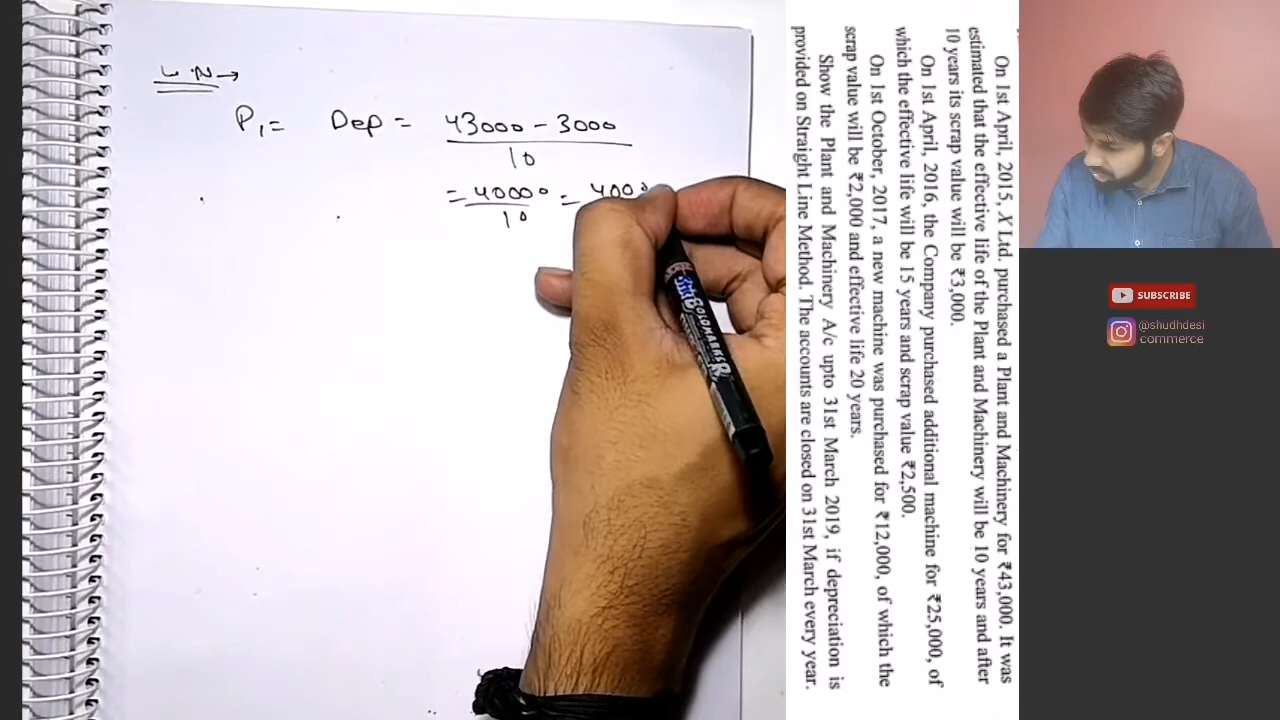 W.N →
P₁ = Dep = 43000 - 3000
10
= 40000 = 4000
10
On 1st April, 2015, X Ltd. purchased a Plant and Machinery for ₹43,000. It was
estimated that the effective life of the Plant and Machinery will be 10 years and after
10 years its scrap value will be ₹3,000.
On 1st April, 2016, the Company purchased additional machine for ₹25,000, of
which the effective life will be 15 years and scrap value ₹2,500.
On 1st October, 2017, a new machine was purchased for ₹12,000, of which the
scrap value will be ₹2,000 and effective life 20 years.
Show the Plant and Machinery A/c upto 31st March 2019, if depreciation is
provided on Straight Line Method. The accounts are closed on 31st March every year.
SUBSCRIBE
@shudhdesi
commerce
BOLDMARKER